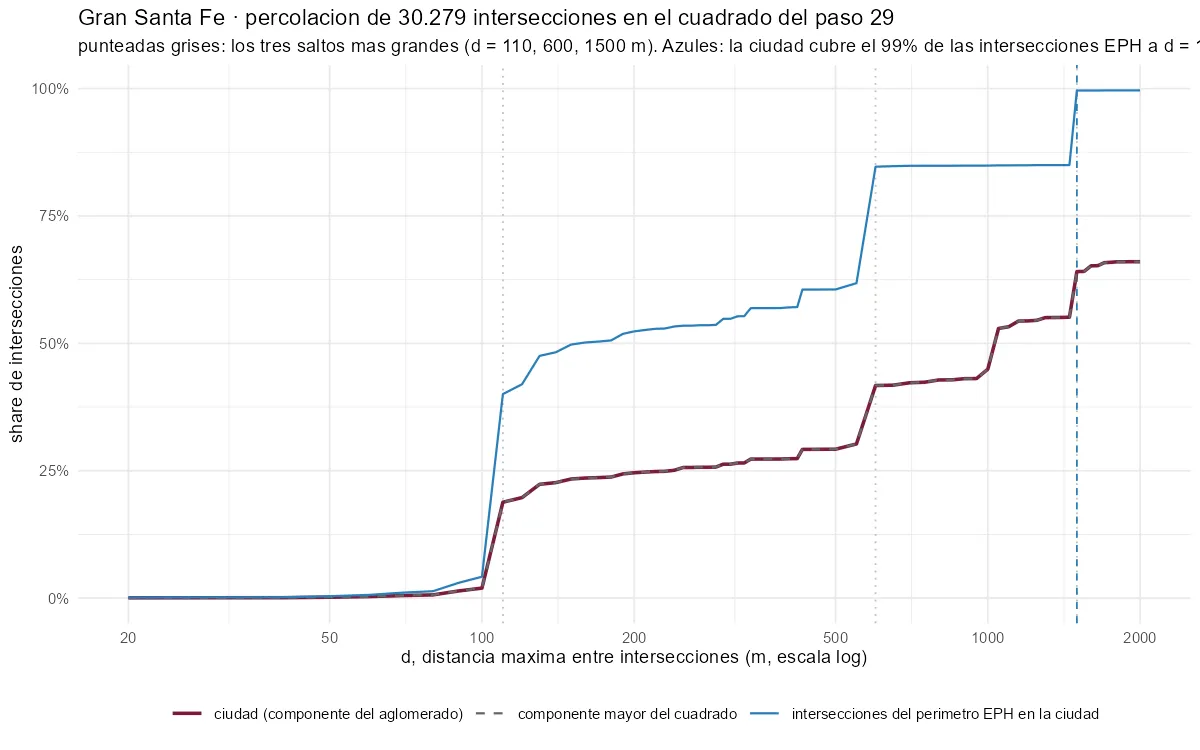 Gran Santa Fe · percolacion de 30.279 intersecciones en el cuadrado del paso 29
punteadas grises: los tres saltos mas grandes (d = 110, 600, 1500 m). Azules: la ciudad cubre el 99% de las intersecciones EPH a d =
100%
75%
50%
25%
0%
share de intersecciones
20 50 100 200 500 1000 2000
d, distancia maxima entre intersecciones (m, escala log)
ciudad (componente del aglomerado) componente mayor del cuadrado intersecciones del perimetro EPH en la ciudad